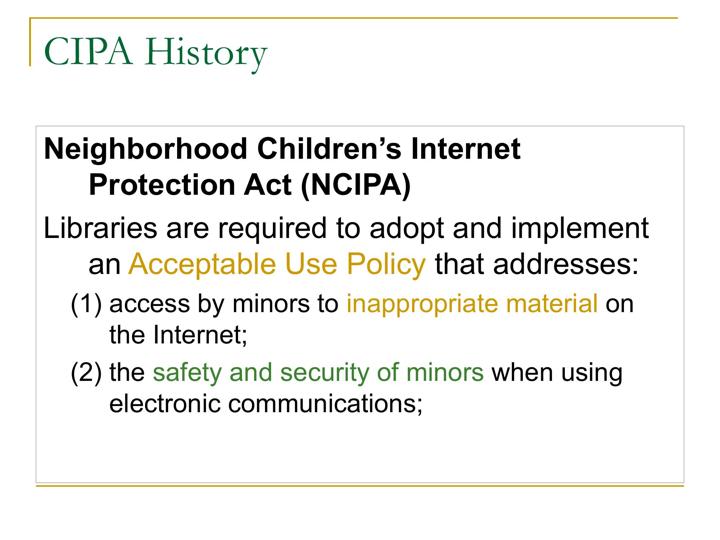 CIPA History
Neighborhood Children’s Internet
Protection Act (NCIPA)
Libraries are required to adopt and implement
an Acceptable Use Policy that addresses:
(1) access by minors to inappropriate material on
the Internet;
(2) the safety and security of minors when using
electronic communications;